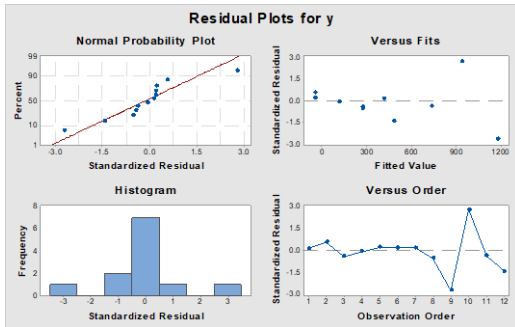 Residual Plots for y
Normal Probability Plot
Percent
99
90
50
10
1
-3.0 -1.5 0.0 1.5 3.0
Standardized Residual
Versus Fits
Standardized Residual
3.0
1.5
0.0
-1.5
-3.0
0 300 600 900 1200
Fitted Value
Histogram
Frequency
8
6
4
2
0
-3 -2 -1 0 1 2 3
Standardized Residual
Versus Order
Standardized Residual
3.0
1.5
0.0
-1.5
-3.0
1 2 3 4 5 6 7 8 9 10 11 12
Observation Order